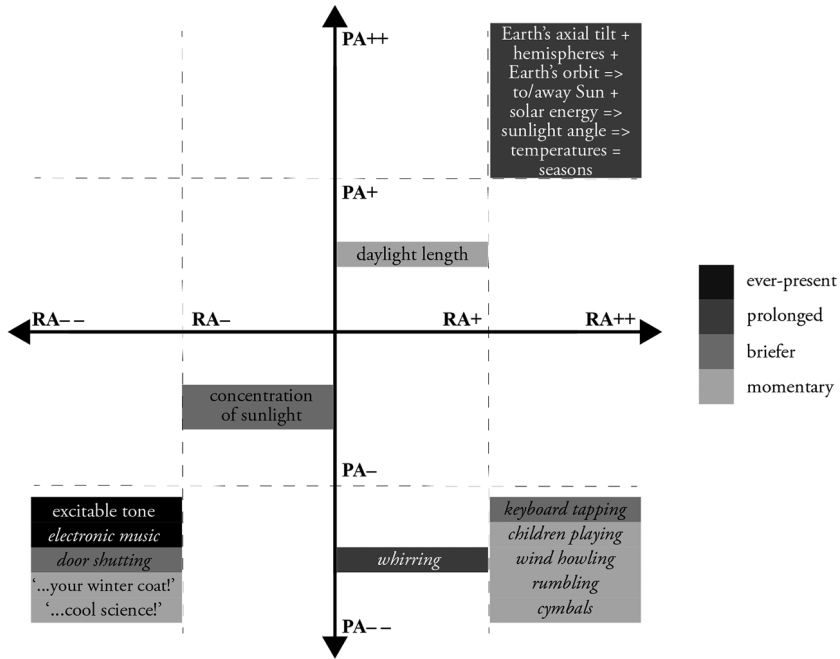 PA++
Earth's axial tilt +
hemispheres +
Earth's orbit =>
to/away Sun +
solar energy =>
sunlight angle =>
temperatures =
seasons
PA+
daylight length
ever-present
prolonged
briefer
momentary
RA– –
RA–
RA+
RA++
concentration
of sunlight
PA–
excitable tone
electronic music
door shutting
‘...your winter coat!’
‘...cool science!’
whirring
keyboard tapping
children playing
wind howling
rumbling
cymbals
PA– –